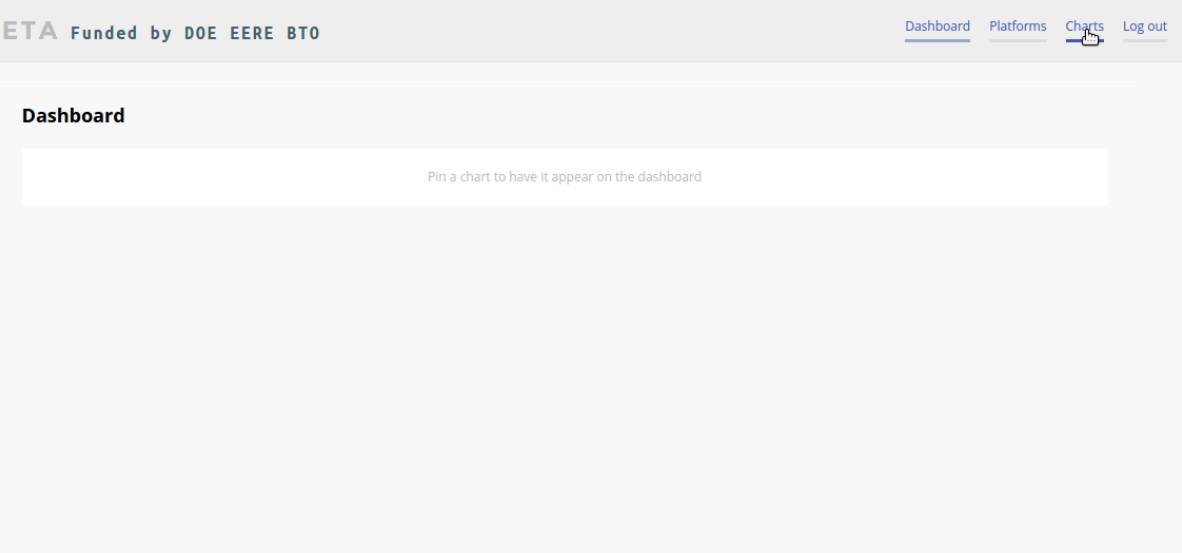 ETA Funded by DOE EERE BTO
Dashboard Platforms Charts Log out
Dashboard
Pin a chart to have it appear on the dashboard